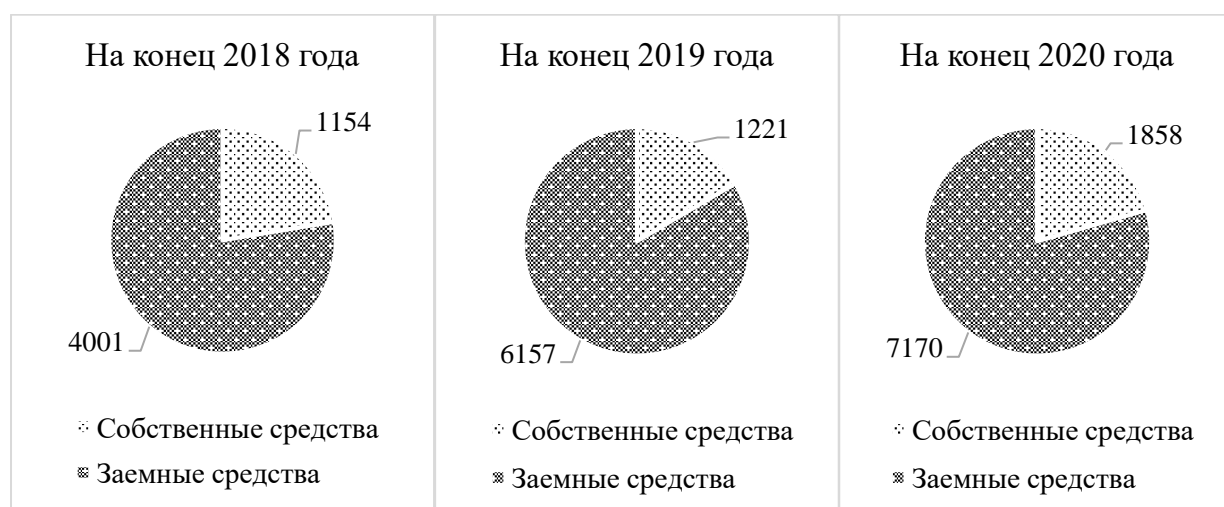 На конец 2018 года
1154
4001
Собственные средства
Заемные средства
На конец 2019 года
1221
6157
Собственные средства
Заемные средства
На конец 2020 года
1858
7170
Собственные средства
Заемные средства